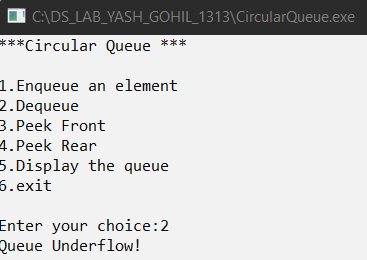 C:\DS_LAB_YASH_GOHIL_1313\CircularQueue.exe
***Circular Queue ***
1.Enqueue an element
2.Dequeue
3.Peek Front
4.Peek Rear
5.Display the queue
6.exit
Enter your choice:2
Queue Underflow!